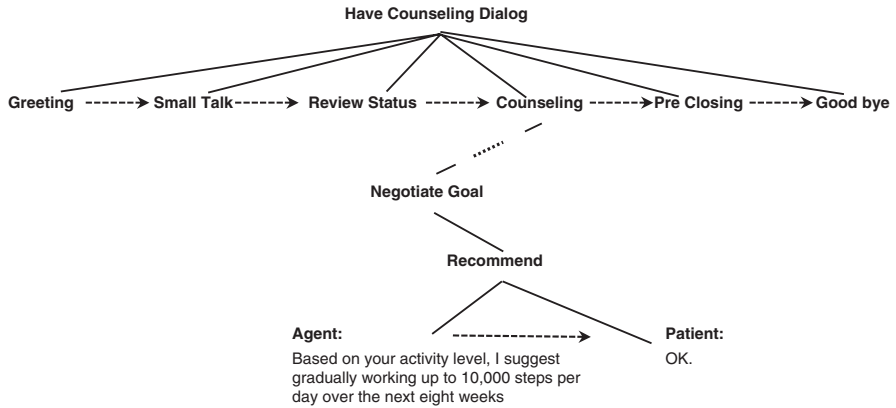 Have Counseling Dialog
Greeting Small Talk Review Status Counseling Pre Closing Good bye
Negotiate Goal
Recommend
Agent: Patient:
Based on your activity level, I suggest OK.
gradually working up to 10,000 steps per
day over the next eight weeks